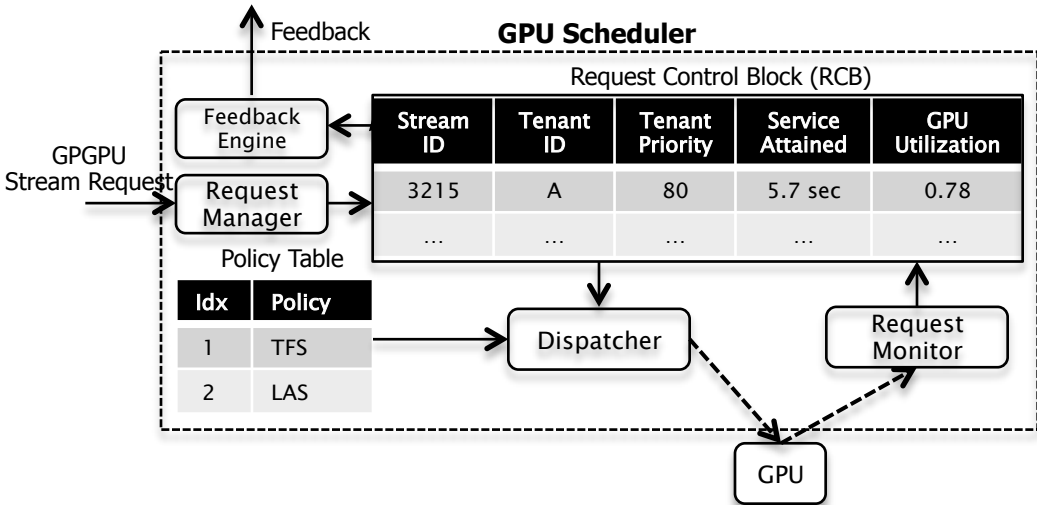 Feedback
GPU Scheduler
Request Control Block (RCB)
Feedback
Engine
Stream
ID
Tenant
ID
Tenant
Priority
Service
Attained
GPU
Utilization
GPGPU
Stream Request
Request
Manager
3215
A
80
5.7 sec
0.78
...
...
...
...
...
Policy Table
Idx
Policy
1
TFS
2
LAS
Dispatcher
Request
Monitor
GPU